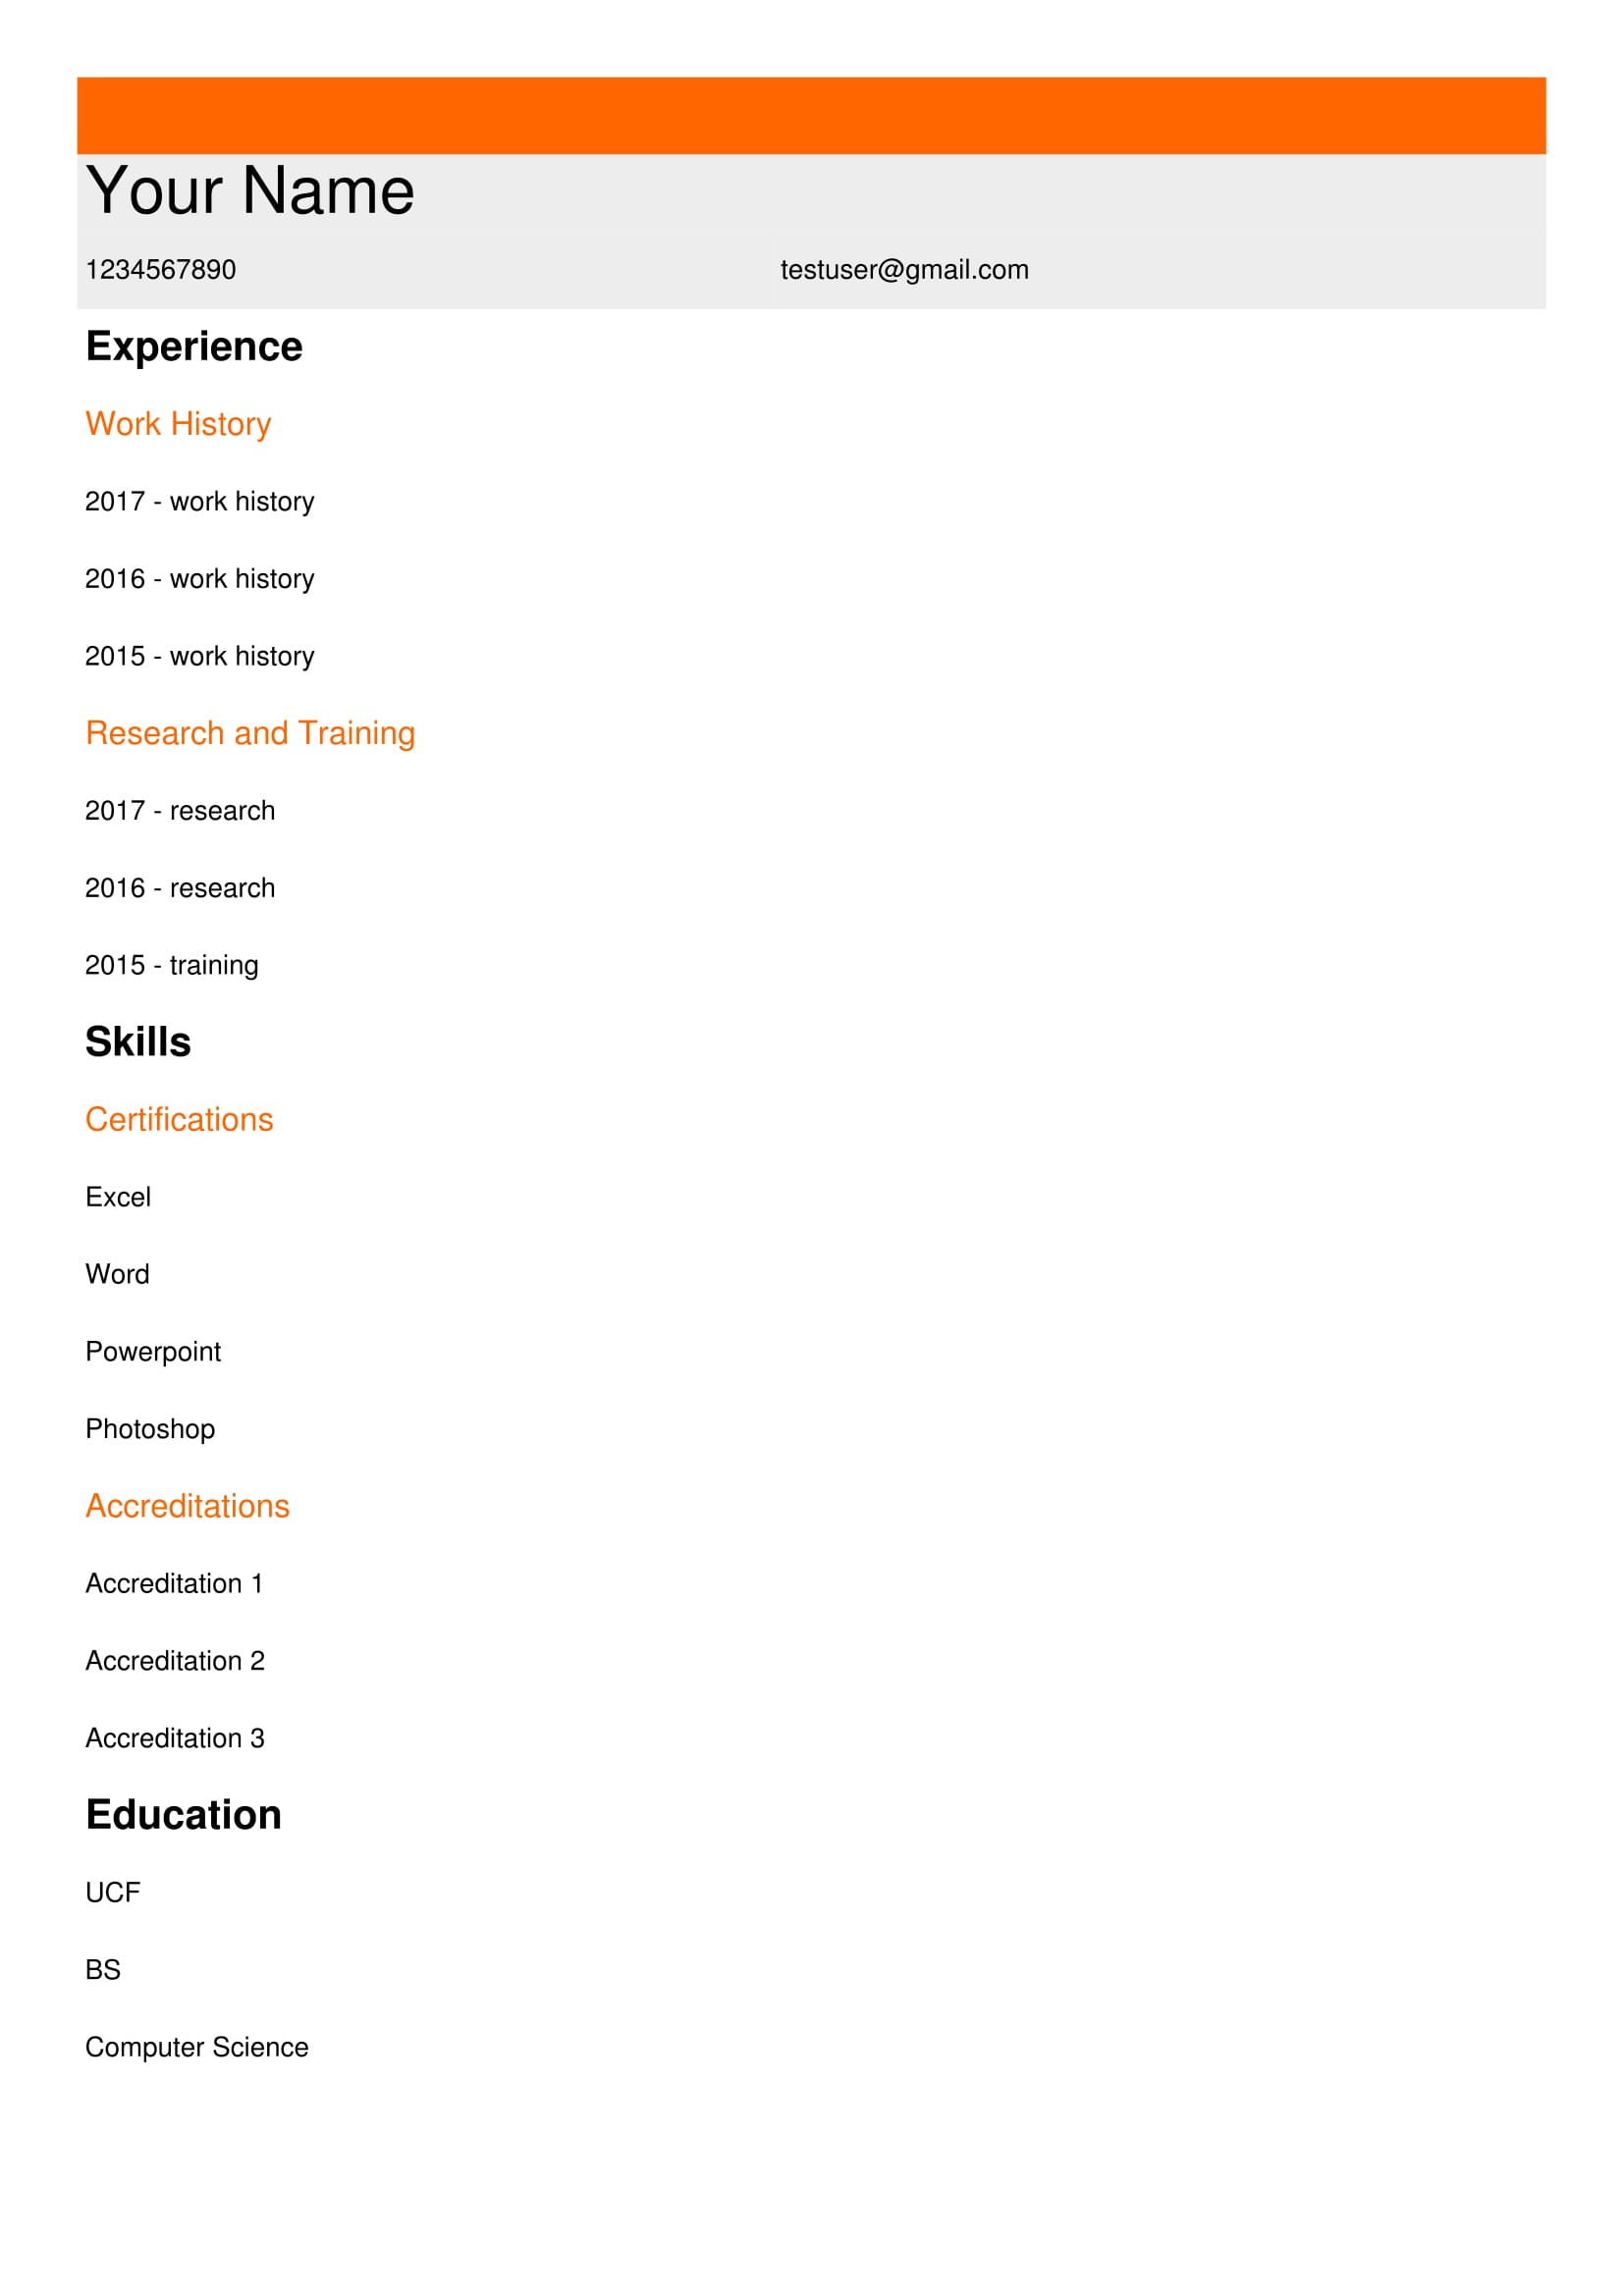 Your Name
1234567890 testuser@gmail.com
Experience
Work History
2017 - work history
2016 - work history
2015 - work history
Research and Training
2017 - research
2016 - research
2015 - training
Skills
Certifications
Excel
Word
Powerpoint
Photoshop
Accreditations
Accreditation 1
Accreditation 2
Accreditation 3
Education
UCF
BS
Computer Science